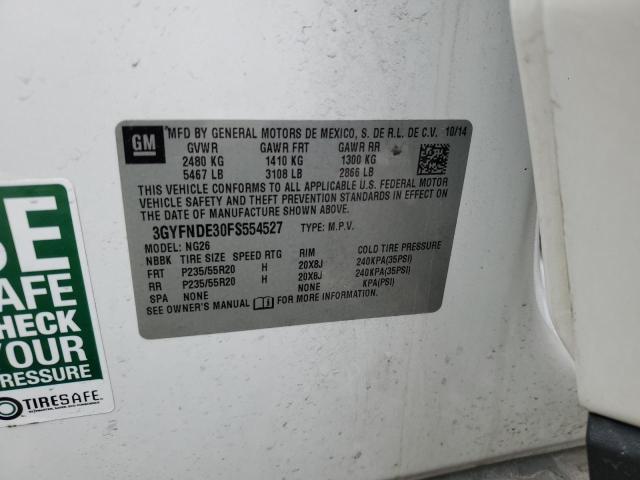 GM
MFD BY GENERAL MOTORS DE MEXICO, S. DE R.L. DE C.V. 10/14
GVWR GAWR FRT GAWR RR
2480 KG 1410 KG 1300 KG
5467 LB 3108 LB 2866 LB
THIS VEHICLE CONFORMS TO ALL APPLICABLE U.S. FEDERAL MOTOR
VEHICLE SAFETY AND THEFT PREVENTION STANDARDS IN EFFECT ON
THE DATE OF MANUFACTURE SHOWN ABOVE.
3GYFNDE30FS554527 TYPE: M.P.V.
MODEL: NG26
NBBK TIRE SIZE SPEED RTG RIM COLD TIRE PRESSURE
FRT P235/55R20 H 20X8J 240KPA(35PSI)
RR P235/55R20 H 20X8J 240KPA(35PSI)
SPA NONE NONE KPA(PSI)
SEE OWNER'S MANUAL FOR MORE INFORMATION.
SE
AFE
CHECK
YOUR
RESSURE
TIRESAFE